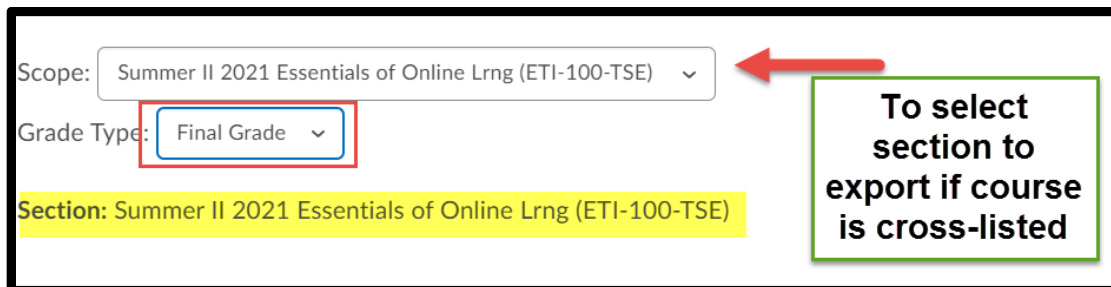 Scope: Summer II 2021 Essentials of Online Lrng (ETI-100-TSE)
Grade Type: Final Grade
Section: Summer II 2021 Essentials of Online Lrng (ETI-100-TSE)
To select
section to
export if course
is cross-listed